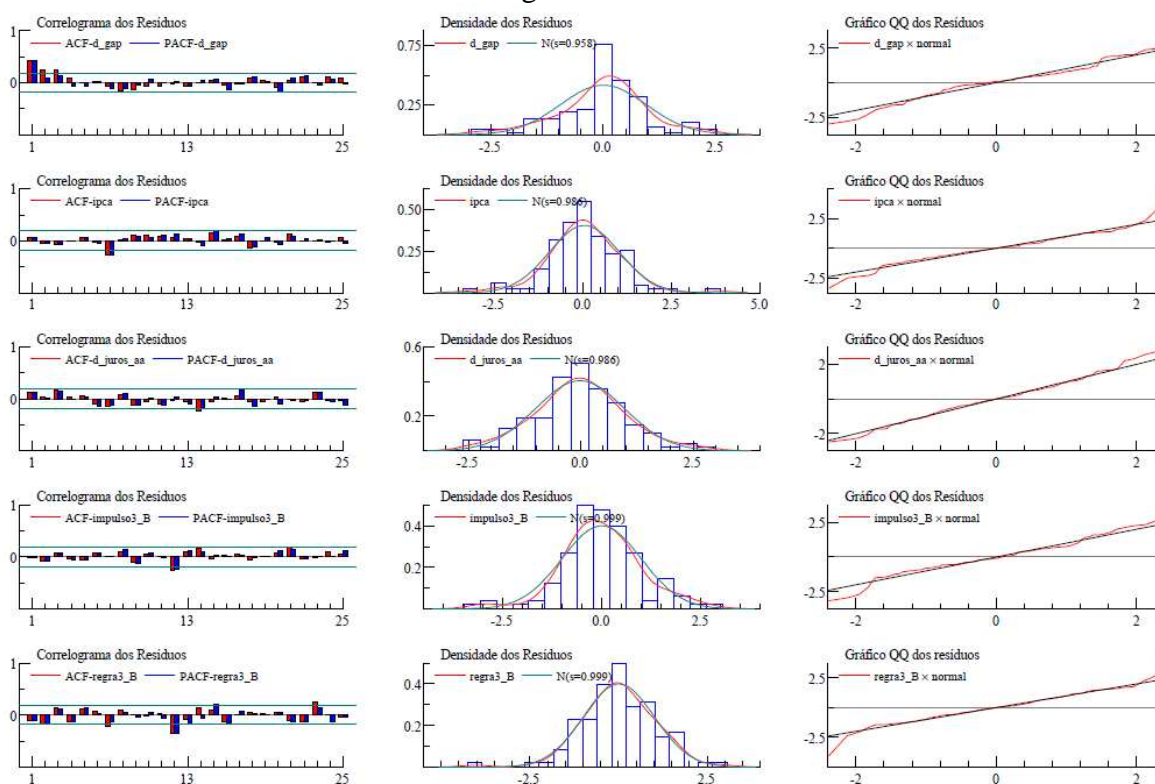 Correlograma dos Resíduos
ACF-d_gap PACF-d_gap
1
0
1 13 25
Densidade dos Resíduos
d_gap N(s=0.958)
0.75
0.25
-2.5 0.0 2.5
Gráfico QQ dos Resíduos
d_gap × normal
2.5
-2.5
-2 0 2
Correlograma dos Resíduos
ACF-ipca PACF-ipca
1
0
1 13 25
Densidade dos Resíduos
ipca N(s=0.986)
0.50
0.25
-2.5 0.0 2.5 5.0
Gráfico QQ dos Resíduos
ipca × normal
2.5
-2.5
-2 0 2
Correlograma dos Resíduos
ACF-d_juros_aa PACF-d_juros_aa
1
0
1 13 25
Densidade dos Resíduos
d_juros_aa N(s=0.986)
0.6
0.2
-2.5 0.0 2.5
Gráfico QQ dos Resíduos
d_juros_aa × normal
2
-2
-2 0 2
Correlograma dos Resíduos
ACF-impulso3_B PACF-impulso3_B
1
0
1 13 25
Densidade dos Resíduos
impulso3_B N(s=0.999)
0.4
0.2
-2.5 0.0 2.5
Gráfico QQ dos Resíduos
impulso3_B × normal
2.5
-2.5
-2 0 2
Correlograma dos Resíduos
ACF-regra3_B PACF-regra3_B
1
0
1 13 25
Densidade dos Resíduos
regra3_B N(s=0.999)
0.4
0.2
-2.5 0.0 2.5
Gráfico QQ dos resíduos
regra3_B × normal
2.5
-2.5
-2 0 2